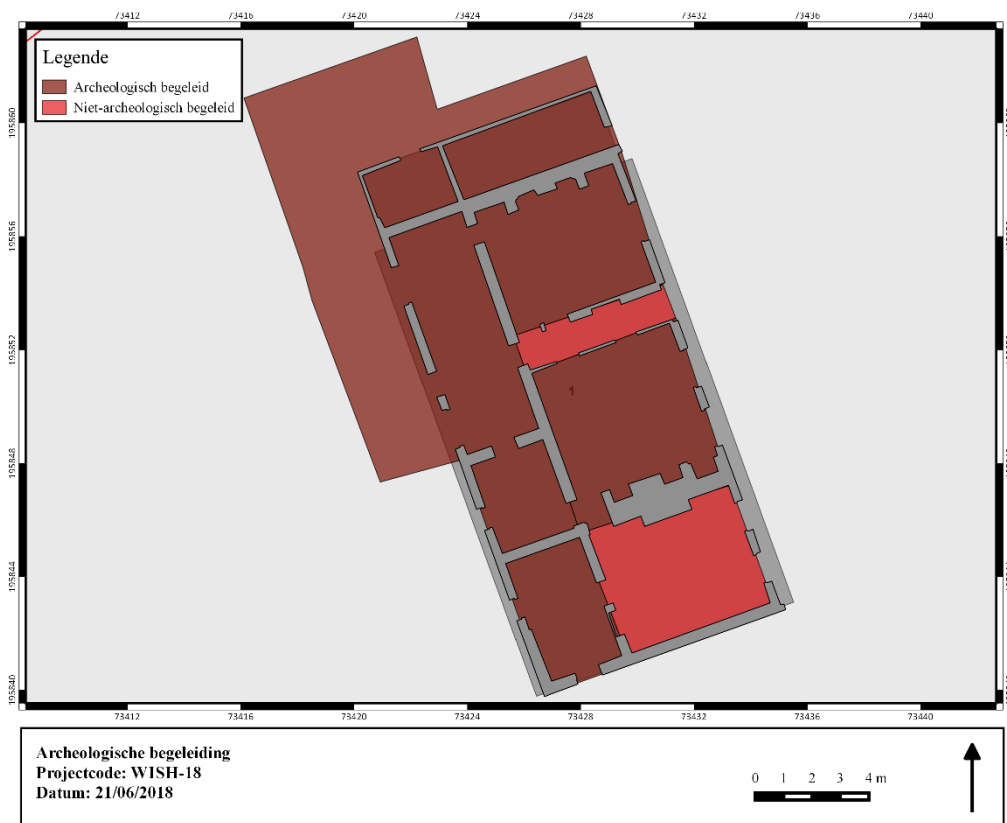 73412 73416 73420 73424 73428 73432 73436 73440
Legende
Archeologisch begeleid
Niet-archeologisch begeleid
195860
195856
195852
195848
195844
195840
1
73412 73416 73420 73424 73428 73432 73436 73440
Archeologische begeleiding
Projectcode: WISH-18
Datum: 21/06/2018
0 1 2 3 4 m